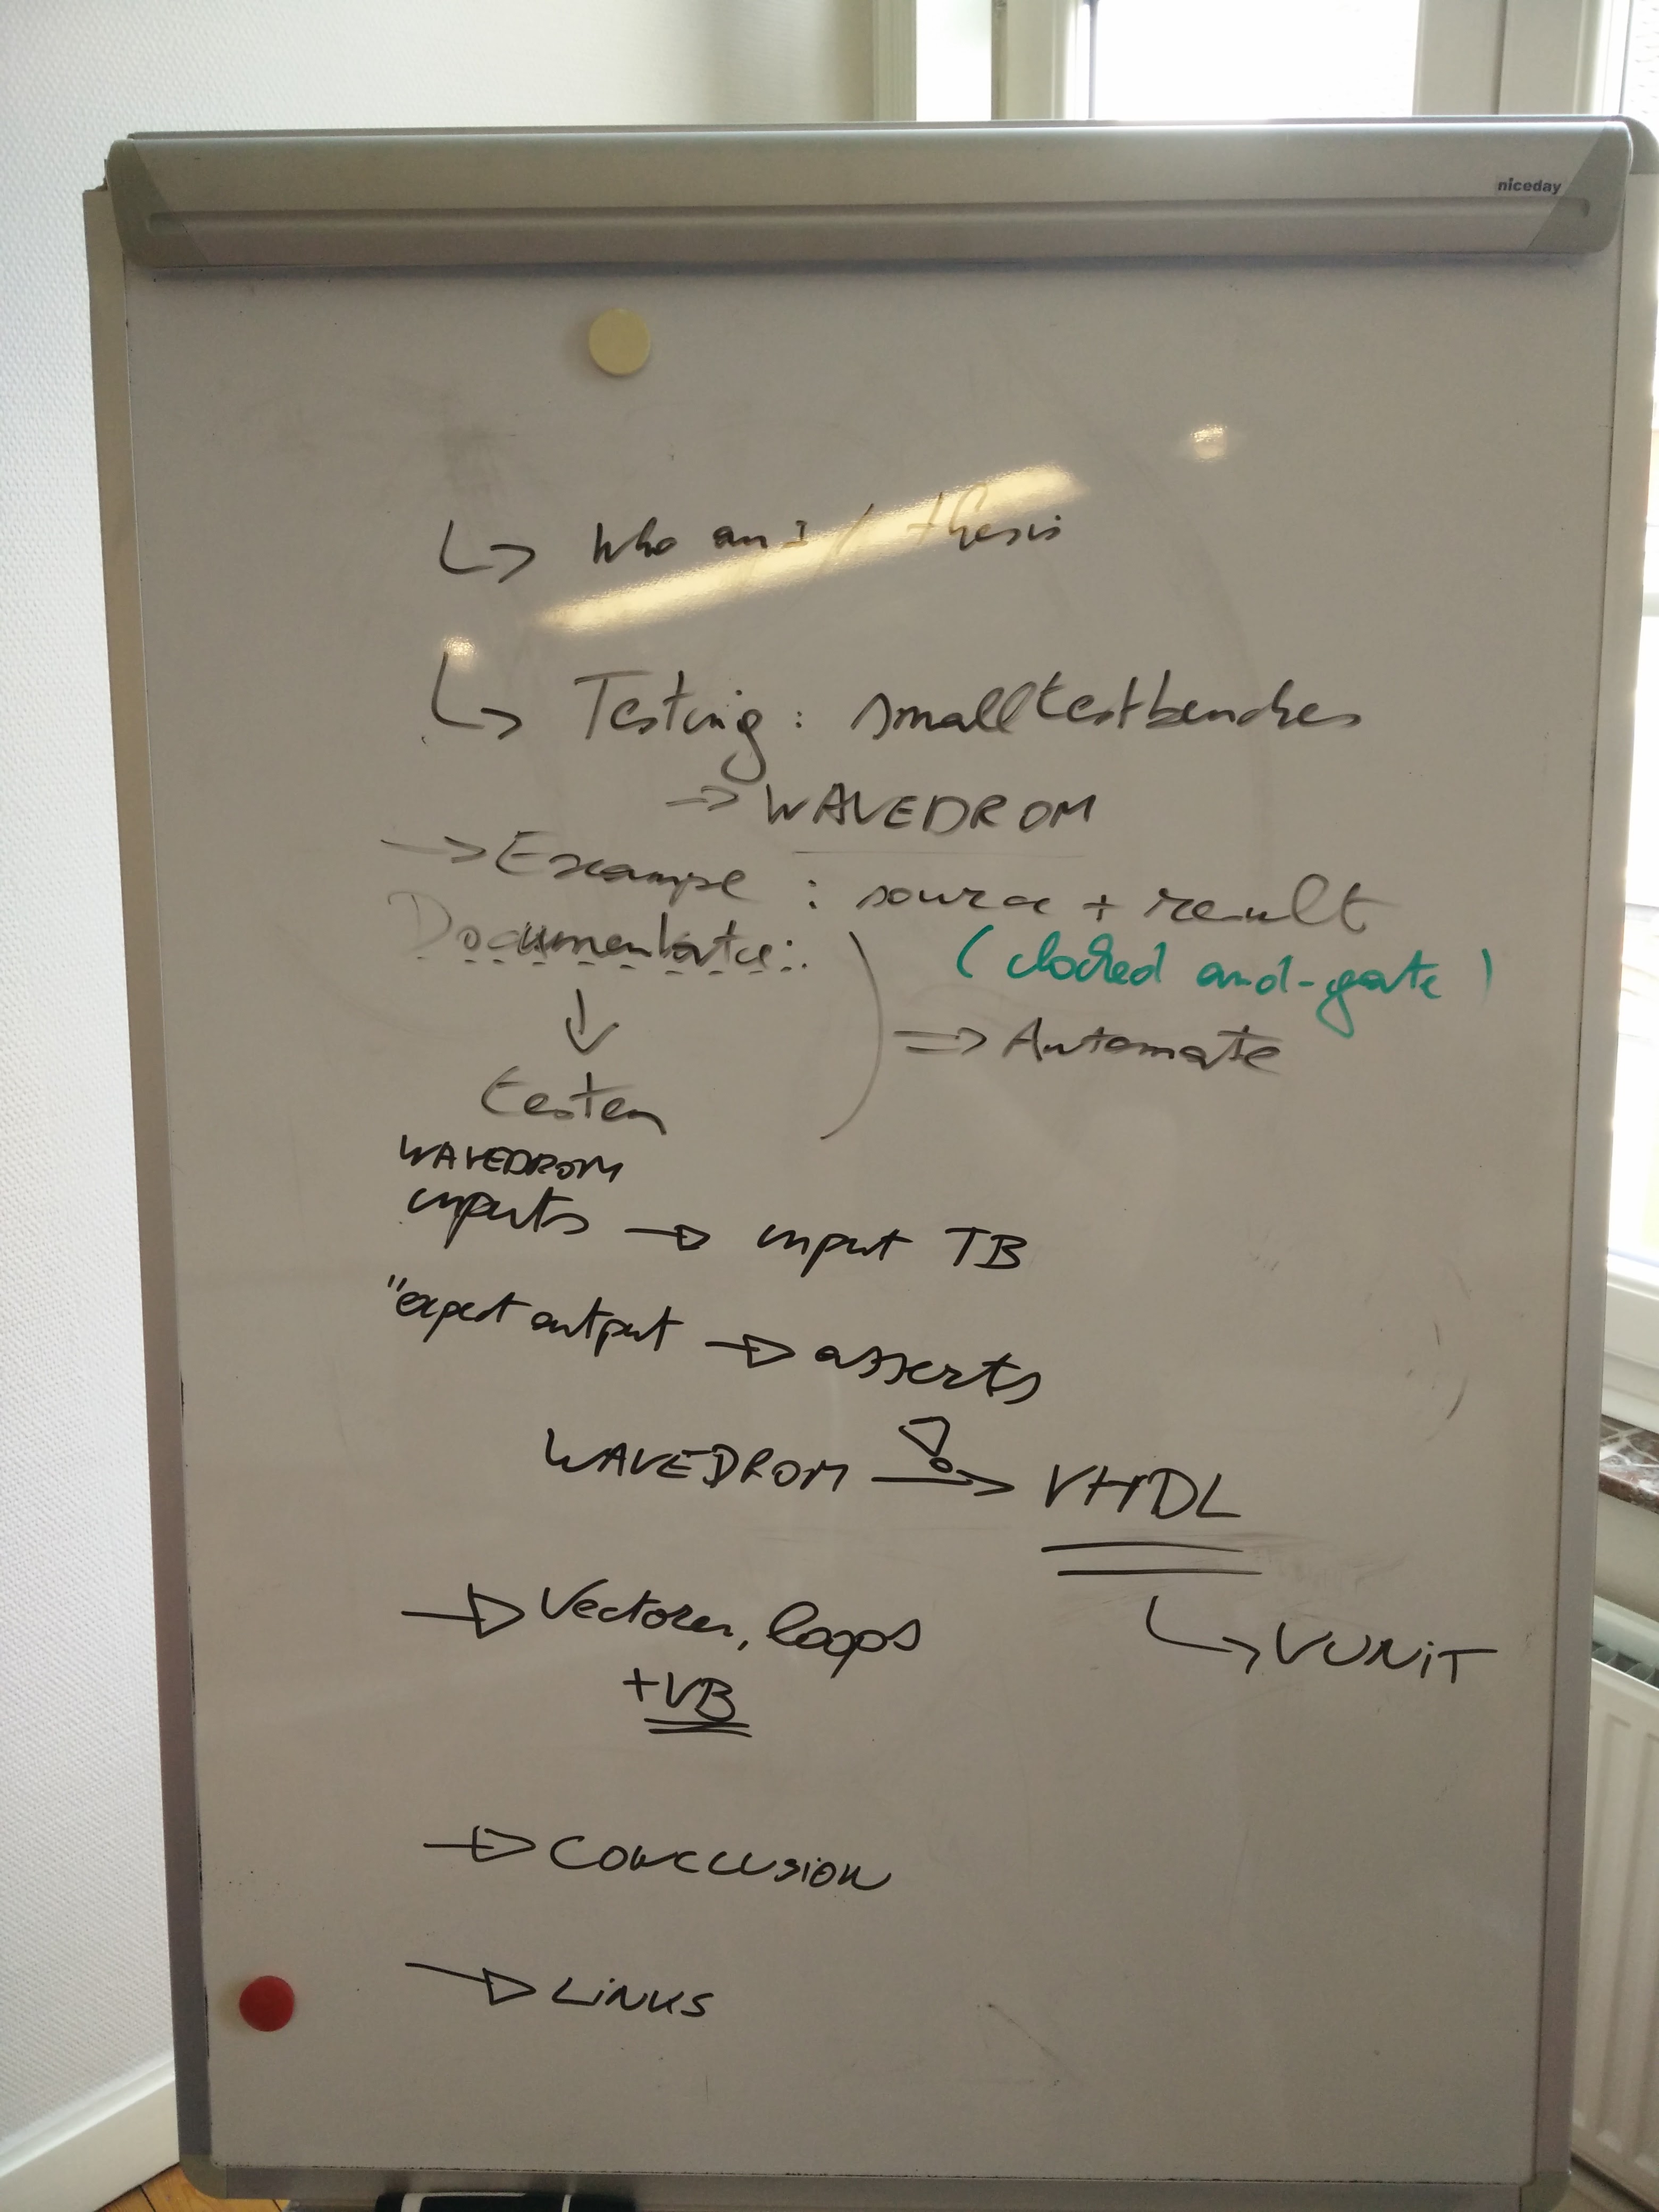 niceday
↳ Who am I / thesis
↳ Testing : small testbenches
→ WAVEDROM
→ Example : source + result
(clocked and-gate)
Documentatie:
↓
testen
⇒ Automate
WAVEDROM
inputs → input TB
"expect output → asserts
WAVEDROM → VHDL
↳ VUNIT
→ Vectoren, loops
+VB
→ Conclusion
→ Links